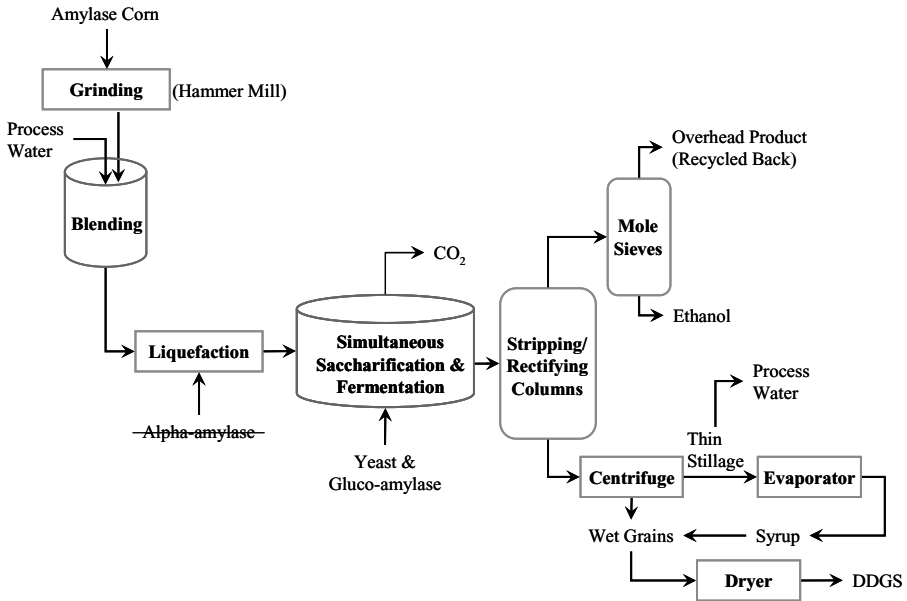 Amylase Corn
Grinding
(Hammer Mill)
Process
Water
Blending
Liquefaction
Alpha-amylase
CO2
Simultaneous
Saccharification &
Fermentation
Yeast &
Gluco-amylase
Stripping/
Rectifying
Columns
Overhead Product
(Recycled Back)
Mole
Sieves
Ethanol
Process
Water
Thin
Stillage
Centrifuge
Evaporator
Wet Grains
Syrup
Dryer
DDGS